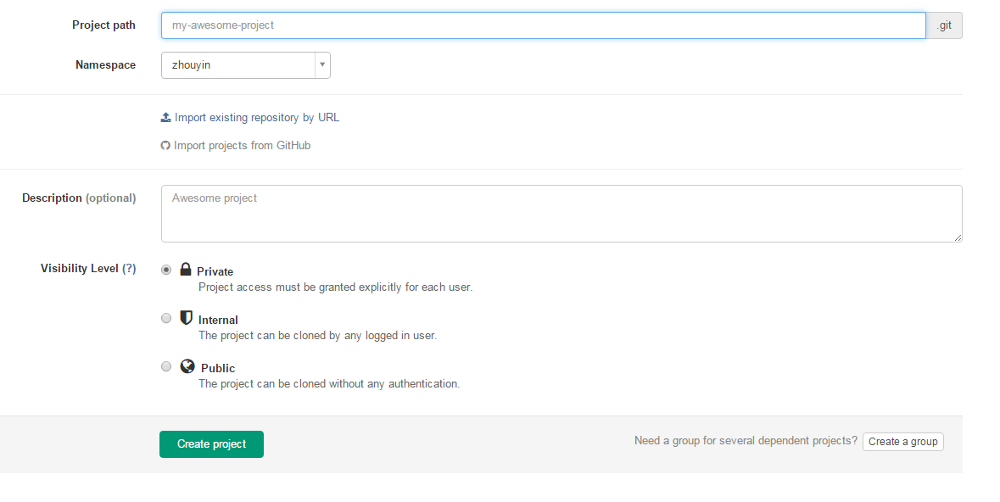 Project path my-awesome-project .git
Namespace zhouyin
Import existing repository by URL
Import projects from GitHub
Description (optional) Awesome project
Visibility Level (?) Private
Project access must be granted explicitly for each user.
Internal
The project can be cloned by any logged in user.
Public
The project can be cloned without any authentication.
Create project Need a group for several dependent projects? Create a group